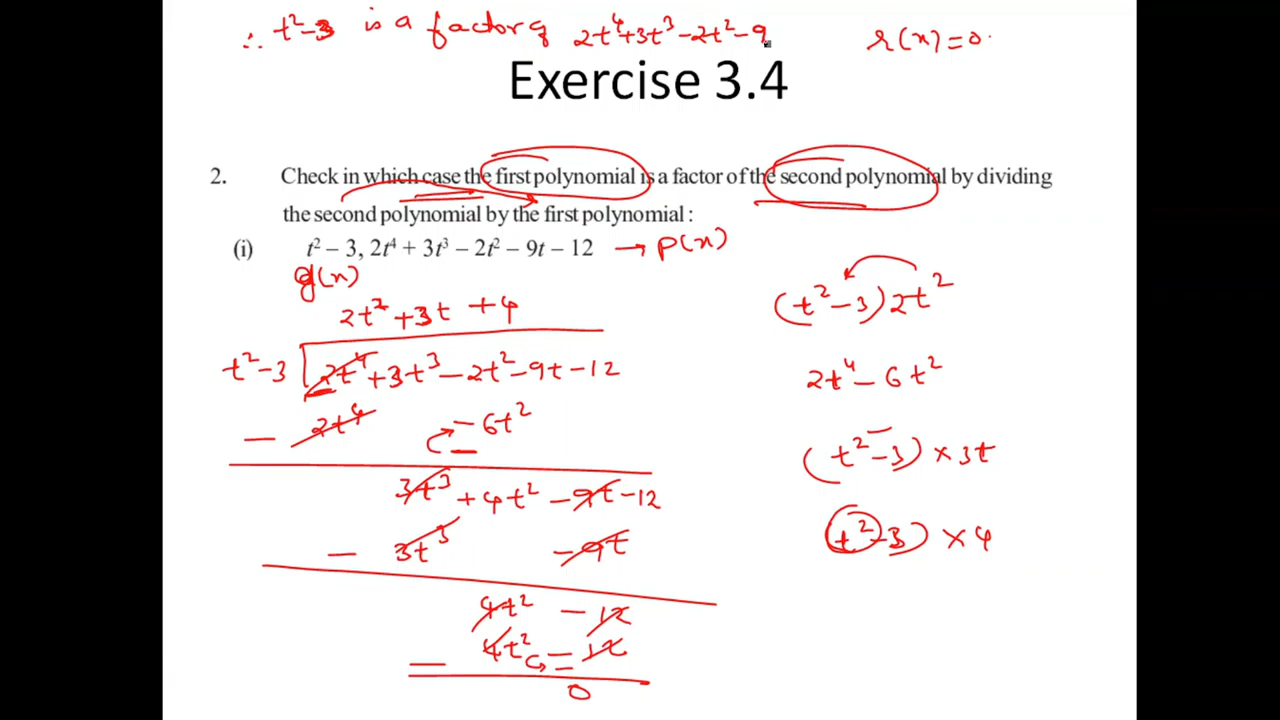 ∴ t²-3 is a factor of 2t⁴+3t³-2t²-9
r(x)=0.
Exercise 3.4
2. Check in which case the first polynomial is a factor of the second polynomial by dividing
the second polynomial by the first polynomial :
(i) t² – 3, 2t⁴ + 3t³ – 2t² – 9t – 12 → p(x)
g(x)
2t² +3t +4
t²-3 2t⁴+3t³-2t²-9t-12
- 2t⁴ -6t²
3t³ +4t² -9t -12
- 3t³ -9t
4t² -12
- 4t² -12
0
(t²-3)2t²
2t⁴-6t²
(t²-3)×3t
(t²-3)×4